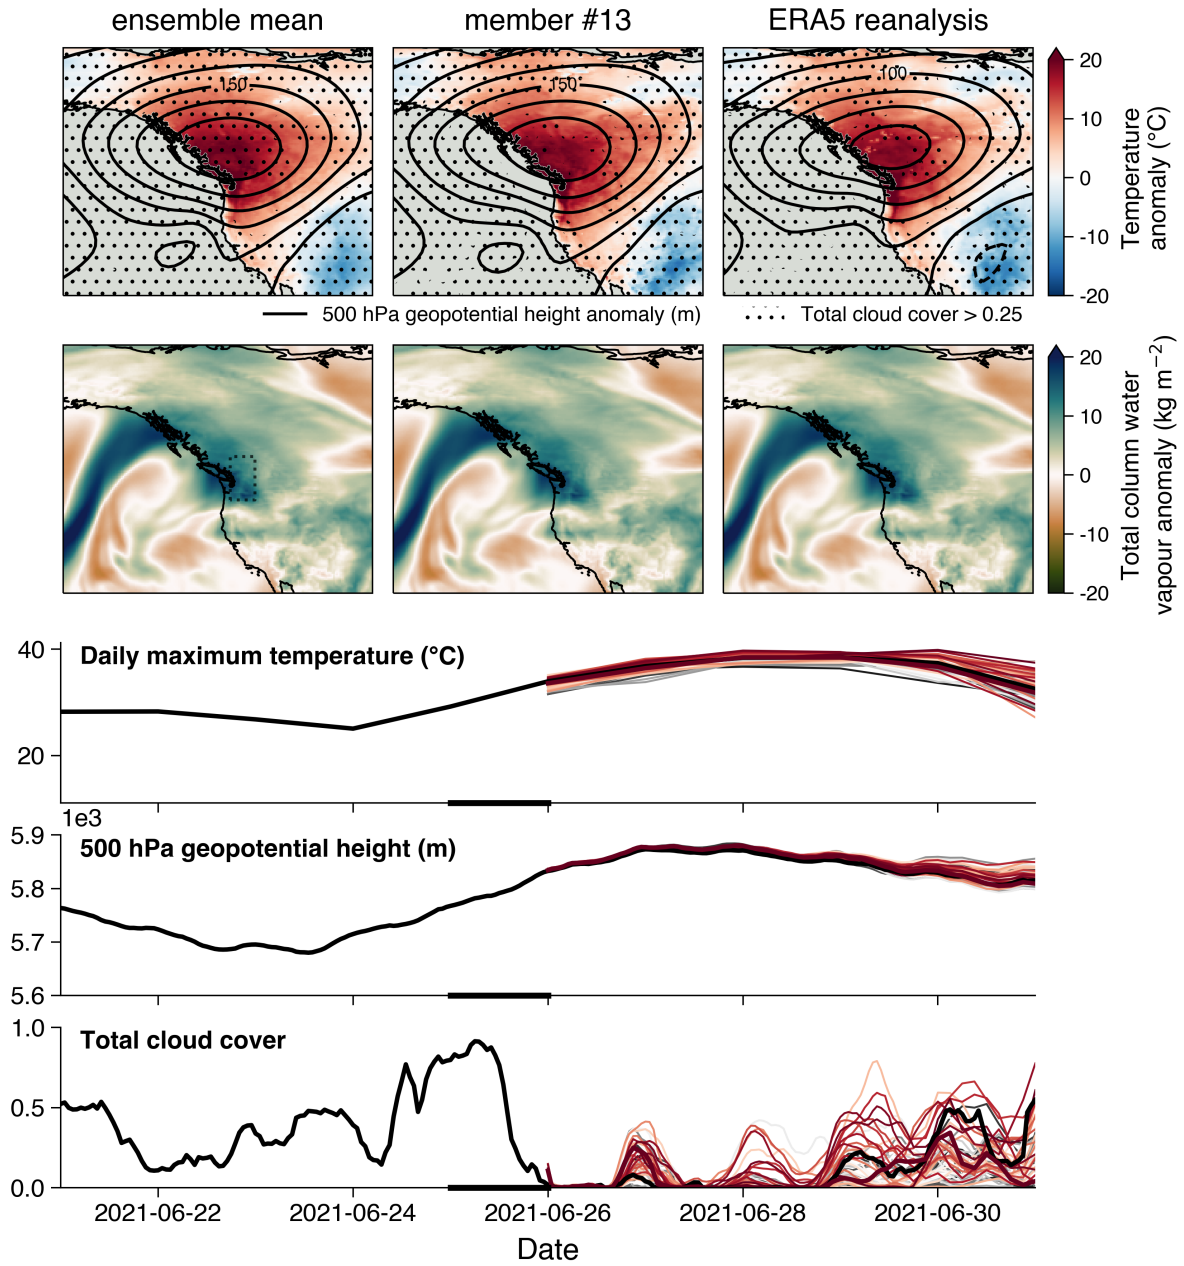 ensemble mean
member #13
ERA5 reanalysis
150
150
100
20
10
0
-10
-20
Temperature
anomaly (°C)
500 hPa geopotential height anomaly (m)
Total cloud cover > 0.25
20
10
0
-10
-20
Total column water
vapour anomaly (kg m⁻²)
Daily maximum temperature (°C)
40
20
1e3
500 hPa geopotential height (m)
5.9
5.8
5.7
5.6
Total cloud cover
1.0
0.5
0.0
2021-06-22
2021-06-24
2021-06-26
2021-06-28
2021-06-30
Date